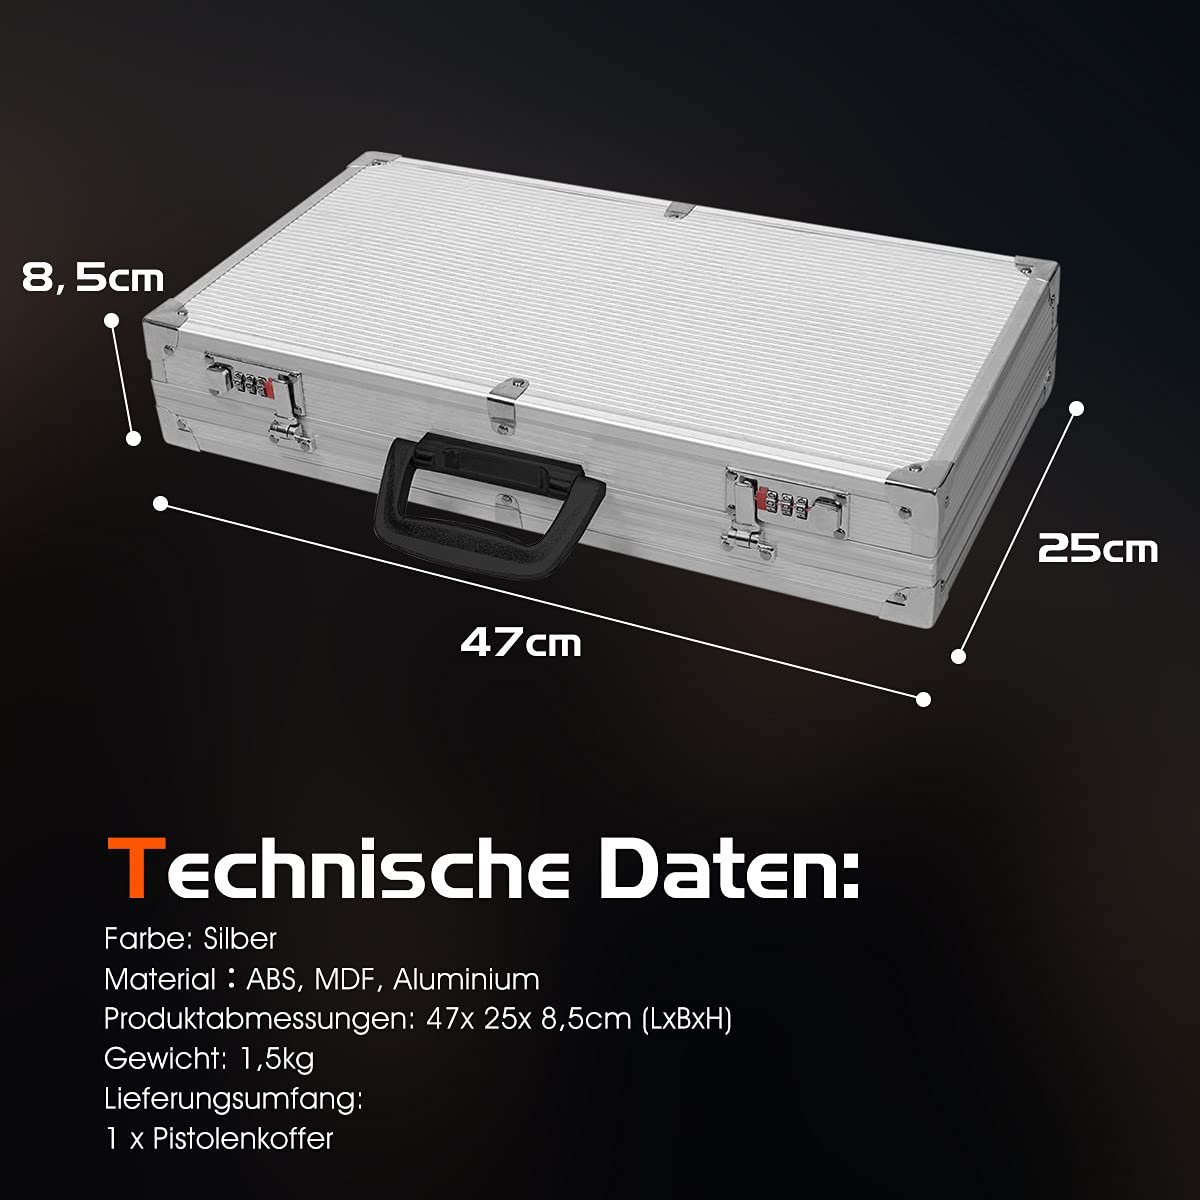 8,5cm
25cm
47cm
Technische Daten:
Farbe: Silber
Material：ABS, MDF, Aluminium
Produktabmessungen: 47x 25x 8,5cm (LxBxH)
Gewicht: 1,5kg
Lieferungsumfang:
1 x Pistolenkoffer